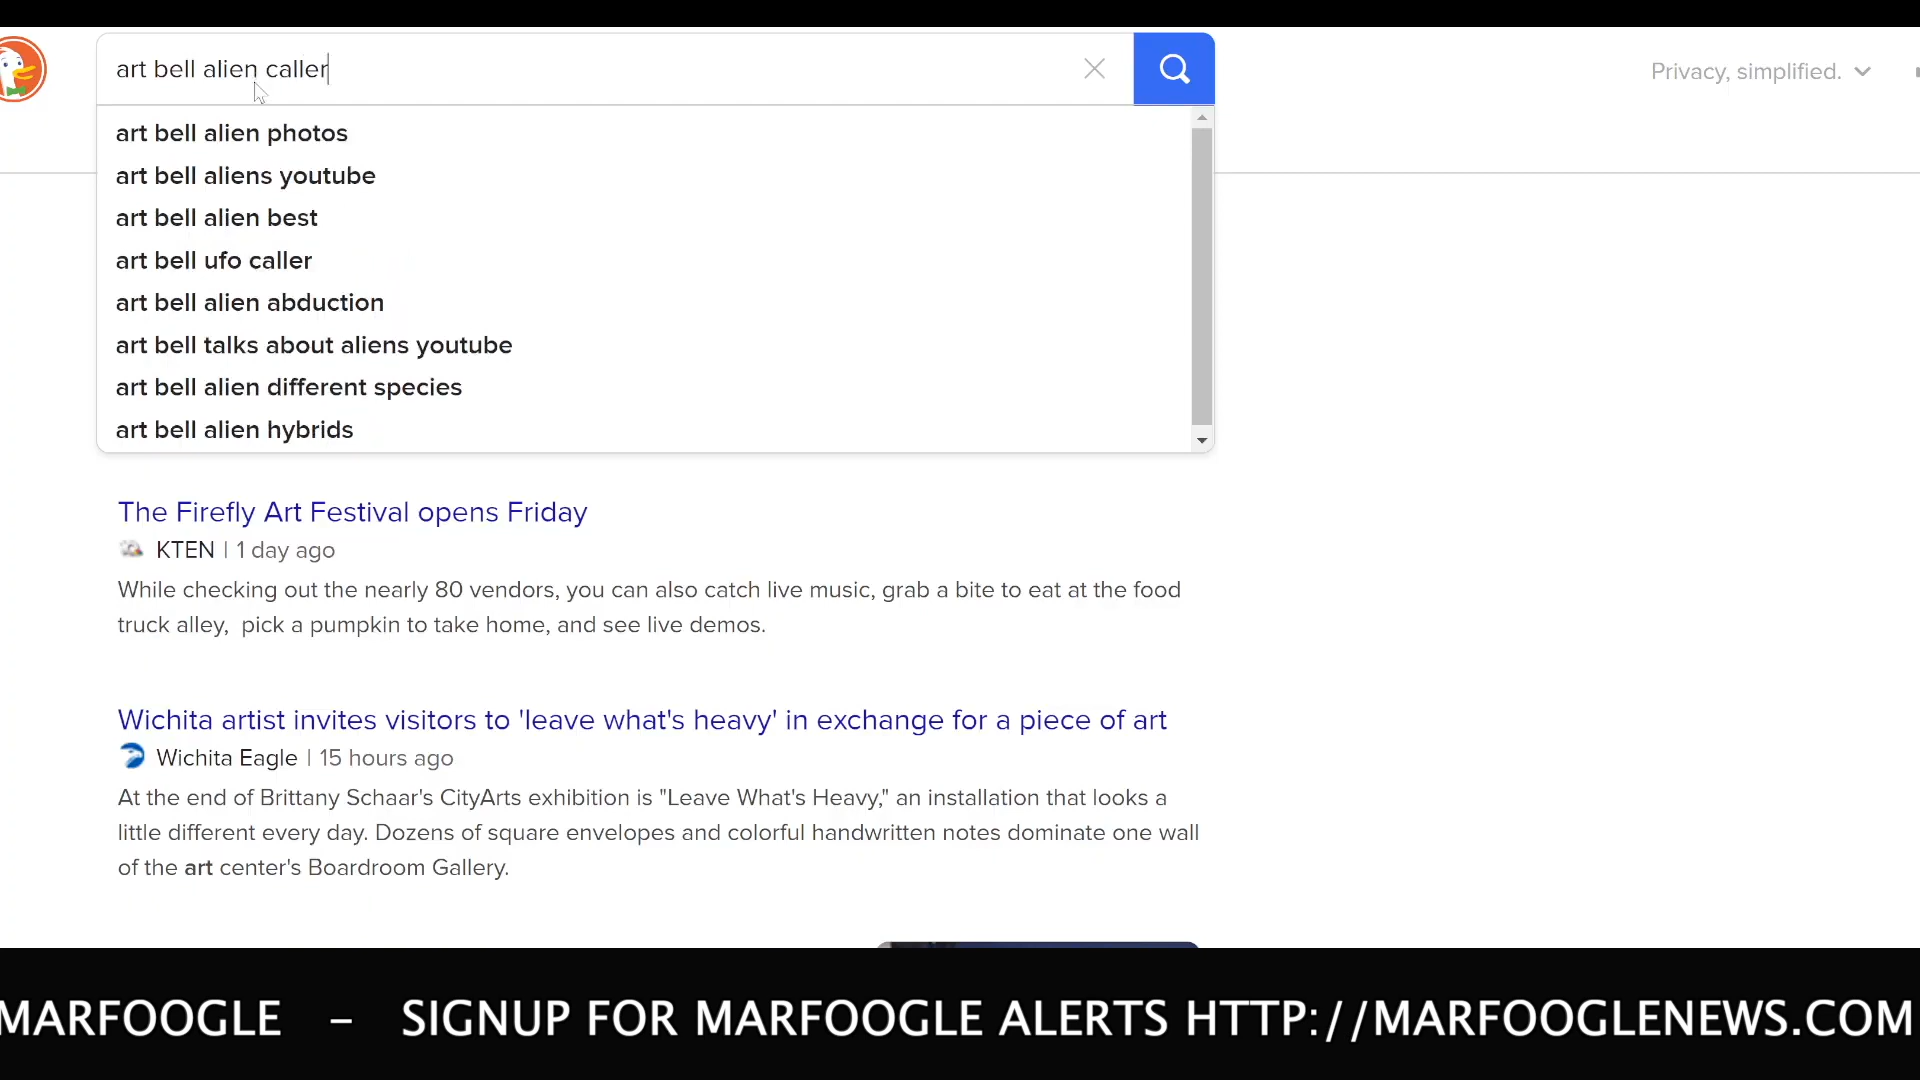 art bell alien caller
Privacy, simplified.
art bell alien photos
art bell aliens youtube
art bell alien best
art bell ufo caller
art bell alien abduction
art bell talks about aliens youtube
art bell alien different species
art bell alien hybrids
The Firefly Art Festival opens Friday
KTEN | 1 day ago
While checking out the nearly 80 vendors, you can also catch live music, grab a bite to eat at the food
truck alley, pick a pumpkin to take home, and see live demos.
Wichita artist invites visitors to 'leave what's heavy' in exchange for a piece of art
Wichita Eagle | 15 hours ago
At the end of Brittany Schaar's CityArts exhibition is "Leave What's Heavy," an installation that looks a
little different every day. Dozens of square envelopes and colorful handwritten notes dominate one wall
of the art center's Boardroom Gallery.
MARFOOGLE – SIGNUP FOR MARFOOGLE ALERTS HTTP://MARFOOGLENEWS.COM